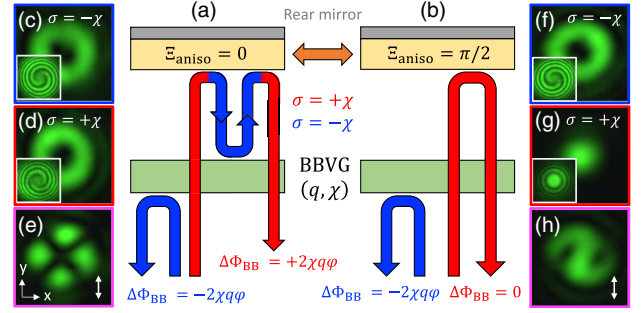 (a)
Rear mirror
(b)
(c)
σ = −χ
Ξaniso = 0
Ξaniso = π/2
(f)
σ = −χ
(d)
σ = +χ
σ = +χ
σ = −χ
(g)
σ = +χ
BBVG
(q, χ)
(e)
y
x
ΔΦBB = +2χqφ
ΔΦBB = −2χqφ
ΔΦBB = −2χqφ
ΔΦBB = 0
(h)